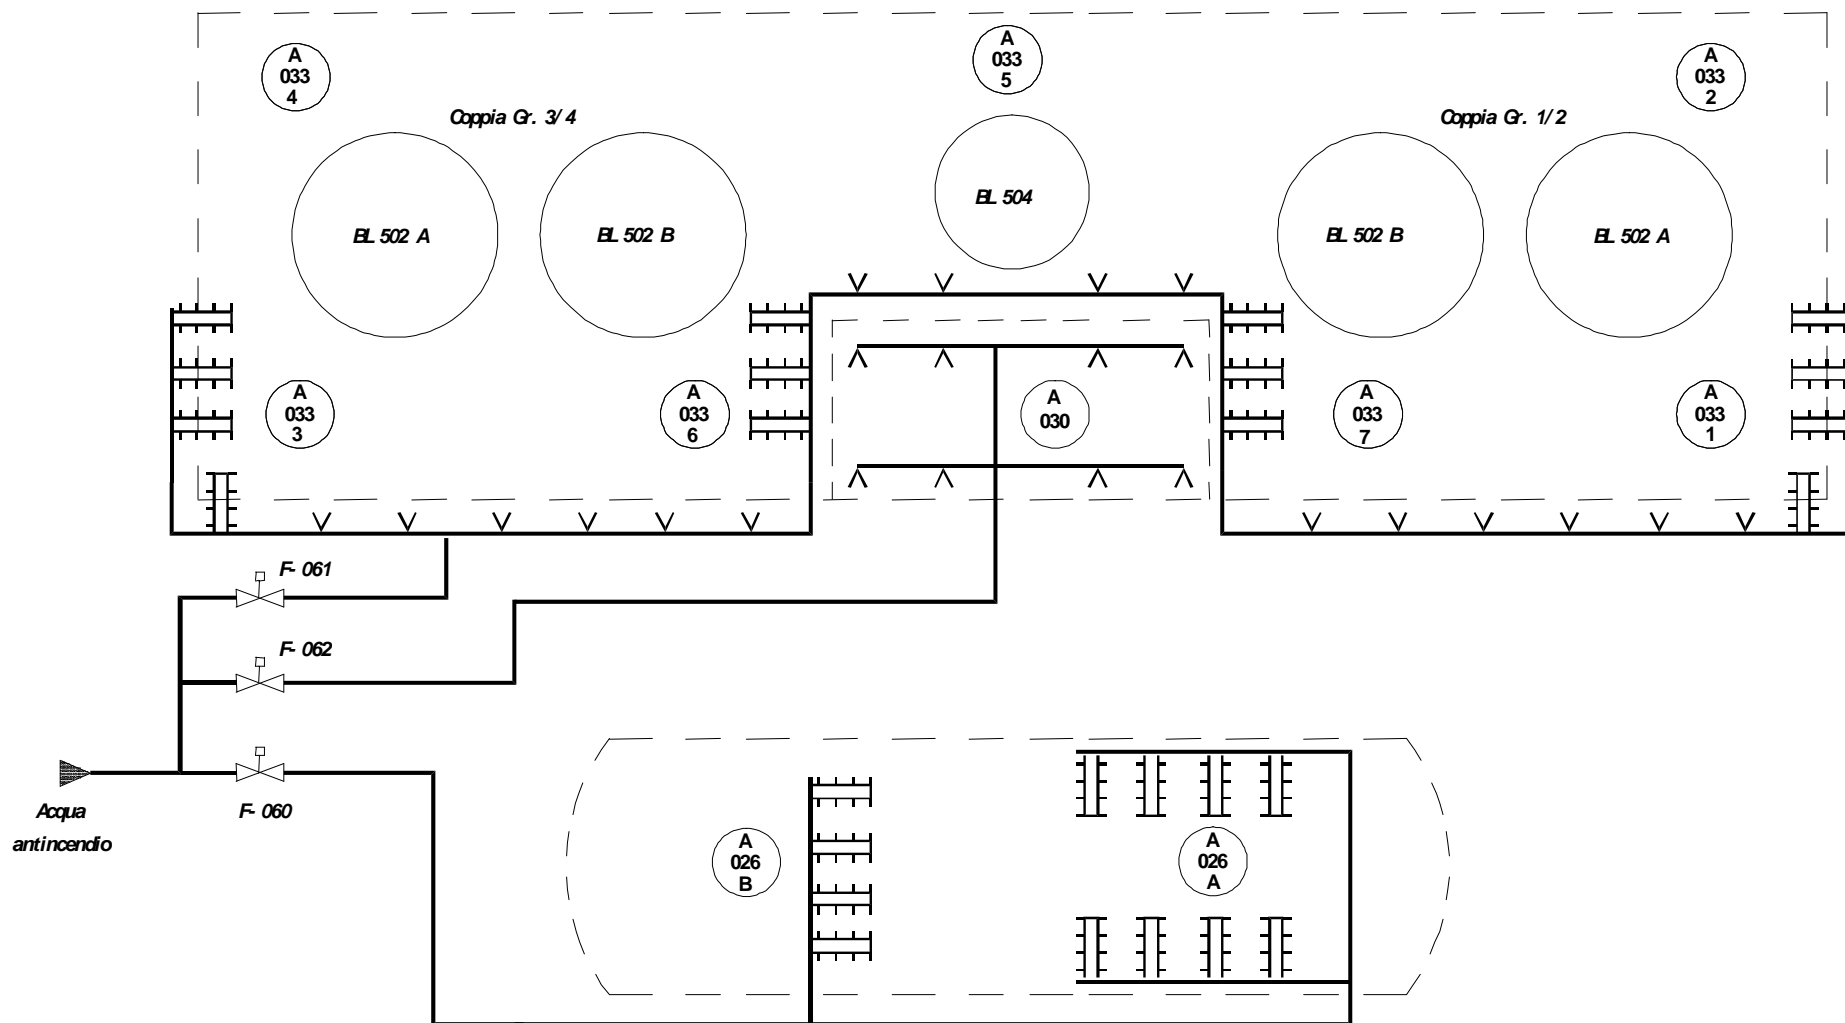 A
033
4
A
033
5
A
033
2
Coppia Gr. 3/4
Coppia Gr. 1/2
BL 502 A
BL 502 B
BL 504
BL 502 B
BL 502 A
A
033
3
A
033
6
A
030
A
033
7
A
033
1
F- 061
F- 062
F- 060
Acqua
antincendio
A
026
B
A
026
A